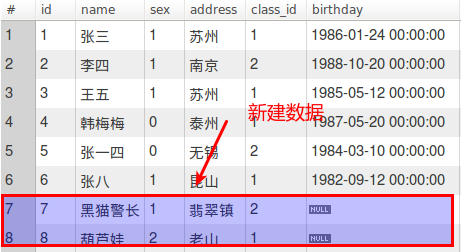 # id name sex address class_id birthday
1 1 张三 1 苏州 1 1986-01-24 00:00:00
2 2 李四 1 南京 2 1988-10-20 00:00:00
3 3 王五 1 苏州 1 1985-05-12 00:00:00
新建数据
4 4 韩梅梅 0 泰州 1 1987-05-20 00:00:00
5 5 张一四 0 无锡 2 1984-03-10 00:00:00
6 6 张八 1 昆山 1 1982-09-12 00:00:00
7 7 黑猫警长 1 翡翠镇 2 NULL
8 8 葫芦娃 2 老山 1 NULL